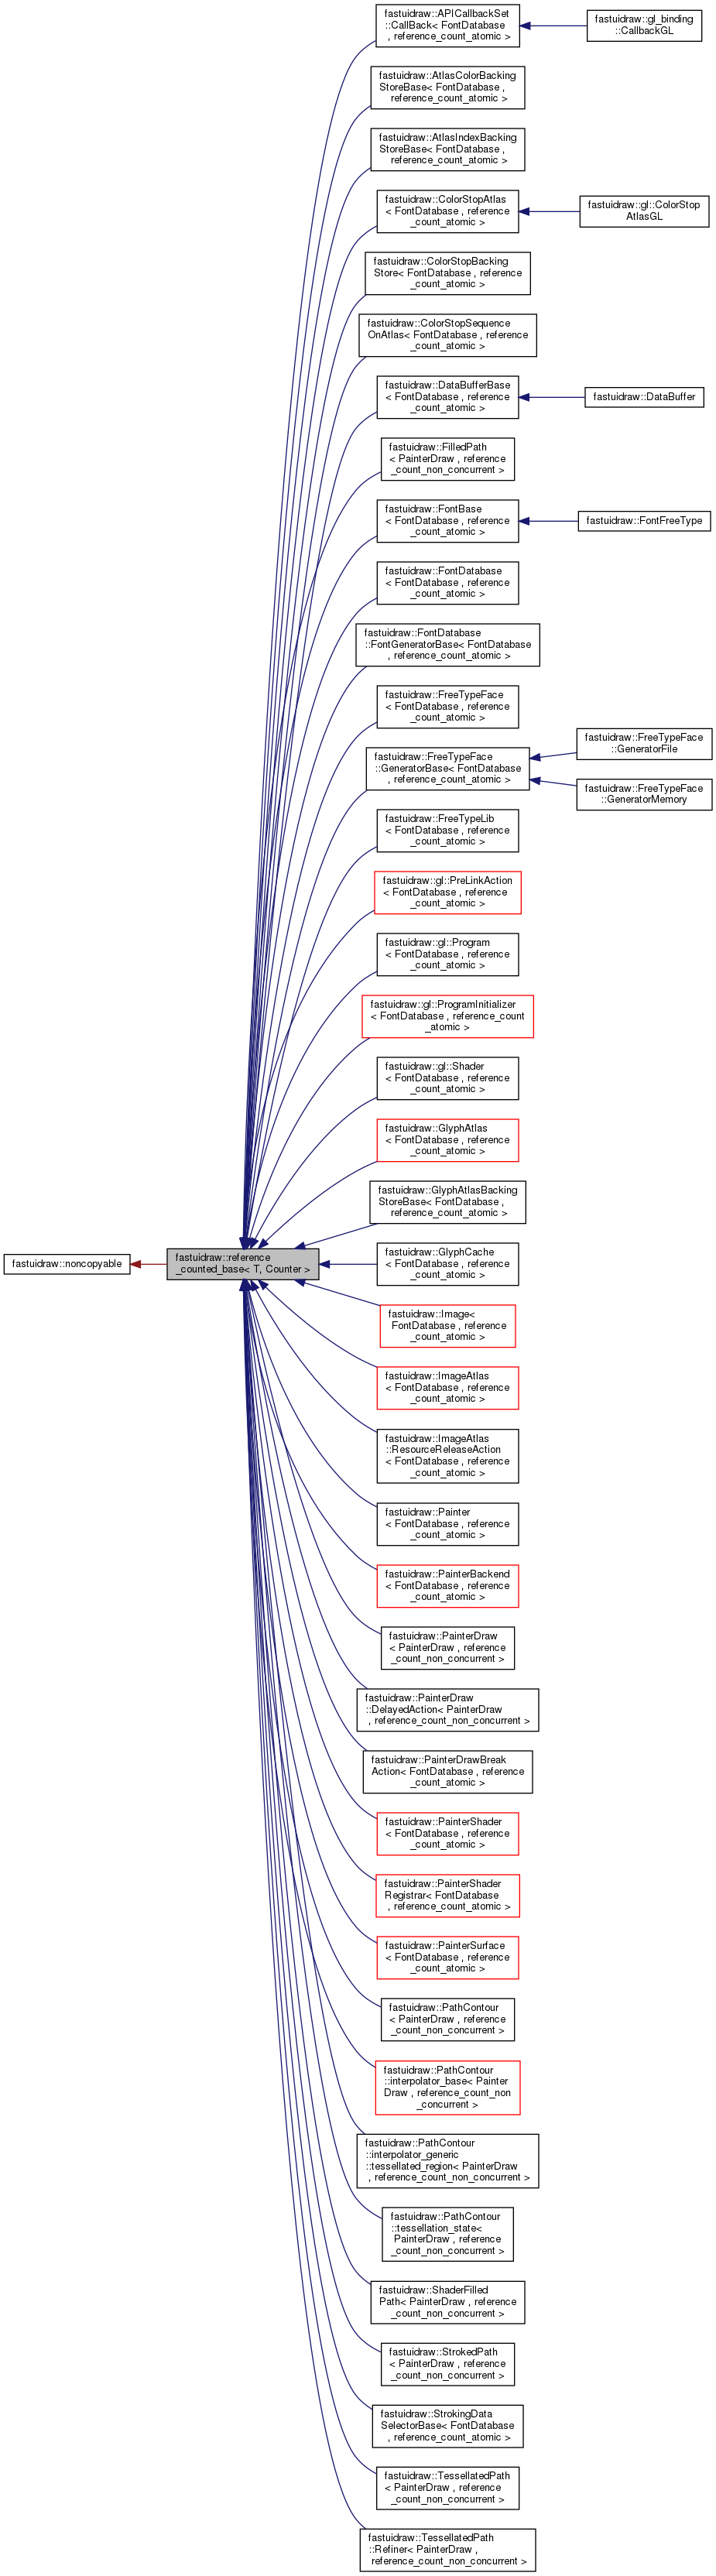 fastuidraw::APICallbackSet
::CallBack< FontDatabase
, reference_count_atomic >
fastuidraw::gl_binding
::CallbackGL
fastuidraw::AtlasColorBacking
StoreBase< FontDatabase ,
reference_count_atomic >
fastuidraw::AtlasIndexBacking
StoreBase< FontDatabase ,
reference_count_atomic >
fastuidraw::ColorStopAtlas
< FontDatabase , reference
_count_atomic >
fastuidraw::gl::ColorStop
AtlasGL
fastuidraw::ColorStopBacking
Store< FontDatabase , reference
_count_atomic >
fastuidraw::ColorStopSequence
OnAtlas< FontDatabase , reference
_count_atomic >
fastuidraw::DataBufferBase
< FontDatabase , reference
_count_atomic >
fastuidraw::DataBuffer
fastuidraw::FilledPath
< PainterDraw , reference
_count_non_concurrent >
fastuidraw::FontBase
< FontDatabase , reference
_count_atomic >
fastuidraw::FontFreeType
fastuidraw::FontDatabase
< FontDatabase , reference
_count_atomic >
fastuidraw::FontDatabase
::FontGeneratorBase< FontDatabase
, reference_count_atomic >
fastuidraw::FreeTypeFace
< FontDatabase , reference
_count_atomic >
fastuidraw::FreeTypeFace
::GeneratorBase< FontDatabase
, reference_count_atomic >
fastuidraw::FreeTypeFace
::GeneratorFile
fastuidraw::FreeTypeFace
::GeneratorMemory
fastuidraw::FreeTypeLib
< FontDatabase , reference
_count_atomic >
fastuidraw::gl::PreLinkAction
< FontDatabase , reference
_count_atomic >
fastuidraw::gl::Program
< FontDatabase , reference
_count_atomic >
fastuidraw::gl::ProgramInitializer
< FontDatabase , reference_count
_atomic >
fastuidraw::gl::Shader
< FontDatabase , reference
_count_atomic >
fastuidraw::GlyphAtlas
< FontDatabase , reference
_count_atomic >
fastuidraw::GlyphAtlasBacking
StoreBase< FontDatabase ,
reference_count_atomic >
fastuidraw::noncopyable
fastuidraw::reference
_counted_base< T, Counter >
fastuidraw::GlyphCache
< FontDatabase , reference
_count_atomic >
fastuidraw::Image<
FontDatabase , reference
_count_atomic >
fastuidraw::ImageAtlas
< FontDatabase , reference
_count_atomic >
fastuidraw::ImageAtlas
::ResourceReleaseAction
< FontDatabase , reference
_count_atomic >
fastuidraw::Painter
< FontDatabase , reference
_count_atomic >
fastuidraw::PainterBackend
< FontDatabase , reference
_count_atomic >
fastuidraw::PainterDraw
< PainterDraw , reference
_count_non_concurrent >
fastuidraw::PainterDraw
::DelayedAction< PainterDraw
, reference_count_non_concurrent >
fastuidraw::PainterDrawBreak
Action< FontDatabase , reference
_count_atomic >
fastuidraw::PainterShader
< FontDatabase , reference
_count_atomic >
fastuidraw::PainterShader
Registrar< FontDatabase
, reference_count_atomic >
fastuidraw::PainterSurface
< FontDatabase , reference
_count_atomic >
fastuidraw::PathContour
< PainterDraw , reference
_count_non_concurrent >
fastuidraw::PathContour
::interpolator_base< Painter
Draw , reference_count_non
_concurrent >
fastuidraw::PathContour
::interpolator_generic
::tessellated_region< PainterDraw
, reference_count_non_concurrent >
fastuidraw::PathContour
::tessellation_state<
PainterDraw , reference
_count_non_concurrent >
fastuidraw::ShaderFilled
Path< PainterDraw , reference
_count_non_concurrent >
fastuidraw::StrokedPath
< PainterDraw , reference
_count_non_concurrent >
fastuidraw::StrokingData
SelectorBase< FontDatabase
, reference_count_atomic >
fastuidraw::TessellatedPath
< PainterDraw , reference
_count_non_concurrent >
fastuidraw::TessellatedPath
::Refiner< PainterDraw ,
reference_count_non_concurrent >